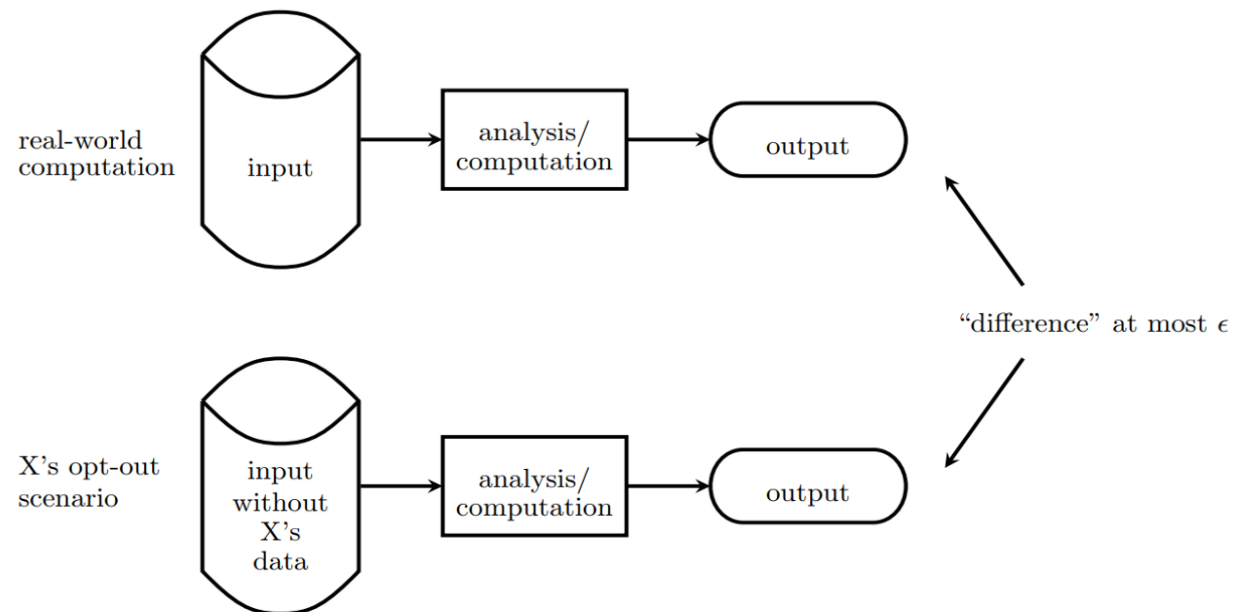 real-world
computation
input
analysis/
computation
output
“difference” at most ϵ
X’s opt-out
scenario
input
without
X’s
data
analysis/
computation
output